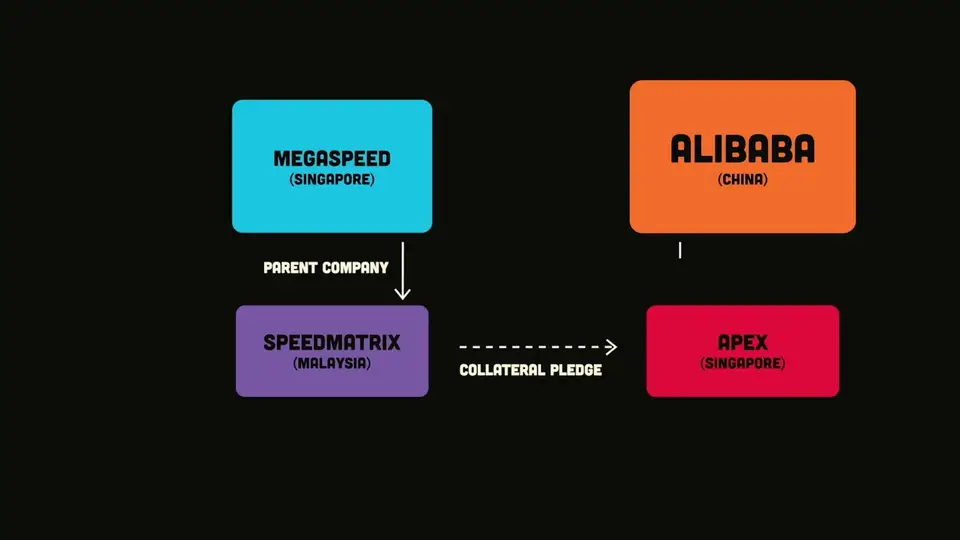 MEGASPEED
(SINGAPORE)
ALIBABA
(CHINA)
PARENT COMPANY
SPEEDMATRIX
(MALAYSIA)
COLLATERAL PLEDGE
APEX
(SINGAPORE)